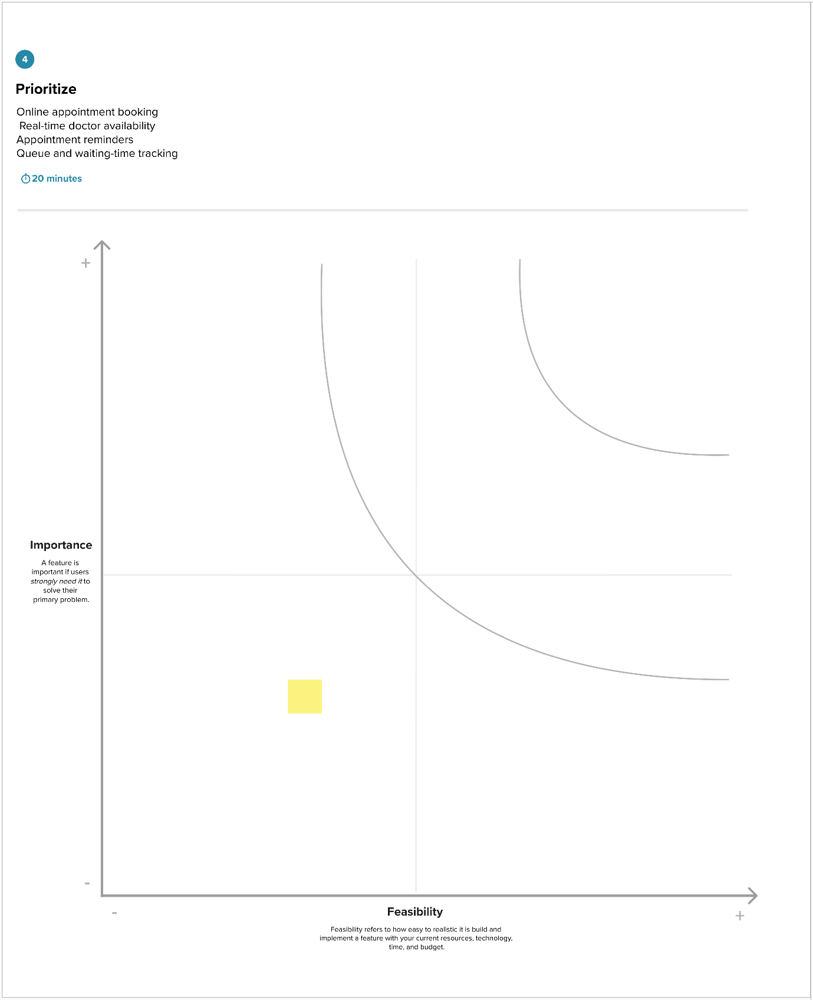 4
Prioritize
Online appointment booking
Real-time doctor availability
Appointment reminders
Queue and waiting-time tracking
20 minutes
+
Importance
A feature is
important if users
strongly need it to
solve their
primary problem.
-
-
Feasibility
+
Feasibility refers to how easy to realistic it is build and
implement a feature with your current resources, technology,
time, and budget.